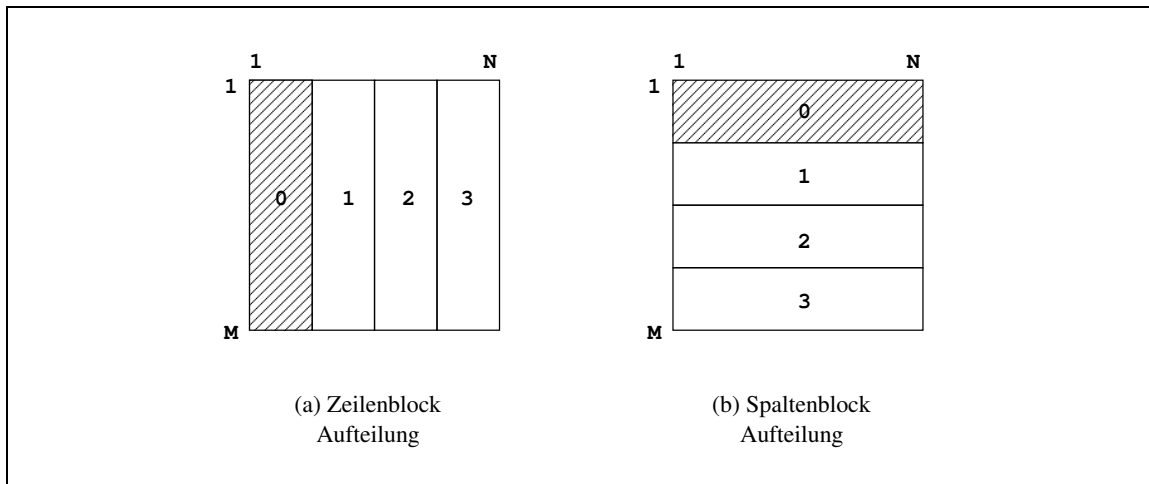 1 N
1
0 1 2 3
M
(a) Zeilenblock
Aufteilung
1 N
1
0
1
2
3
M
(b) Spaltenblock
Aufteilung